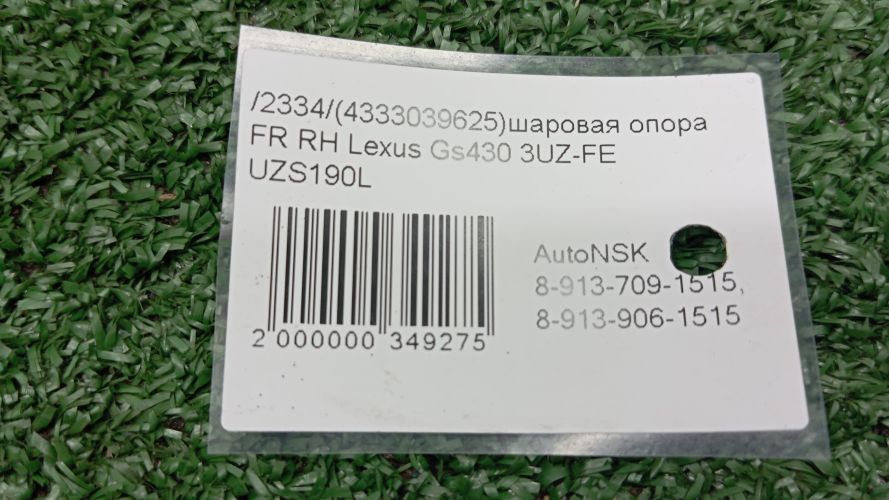 /2334/(4333039625)шаровая опора
FR RH Lexus Gs430 3UZ-FE
UZS190L
AutoNSK
8-913-709-1515,
8-913-906-1515
2 000000 349275